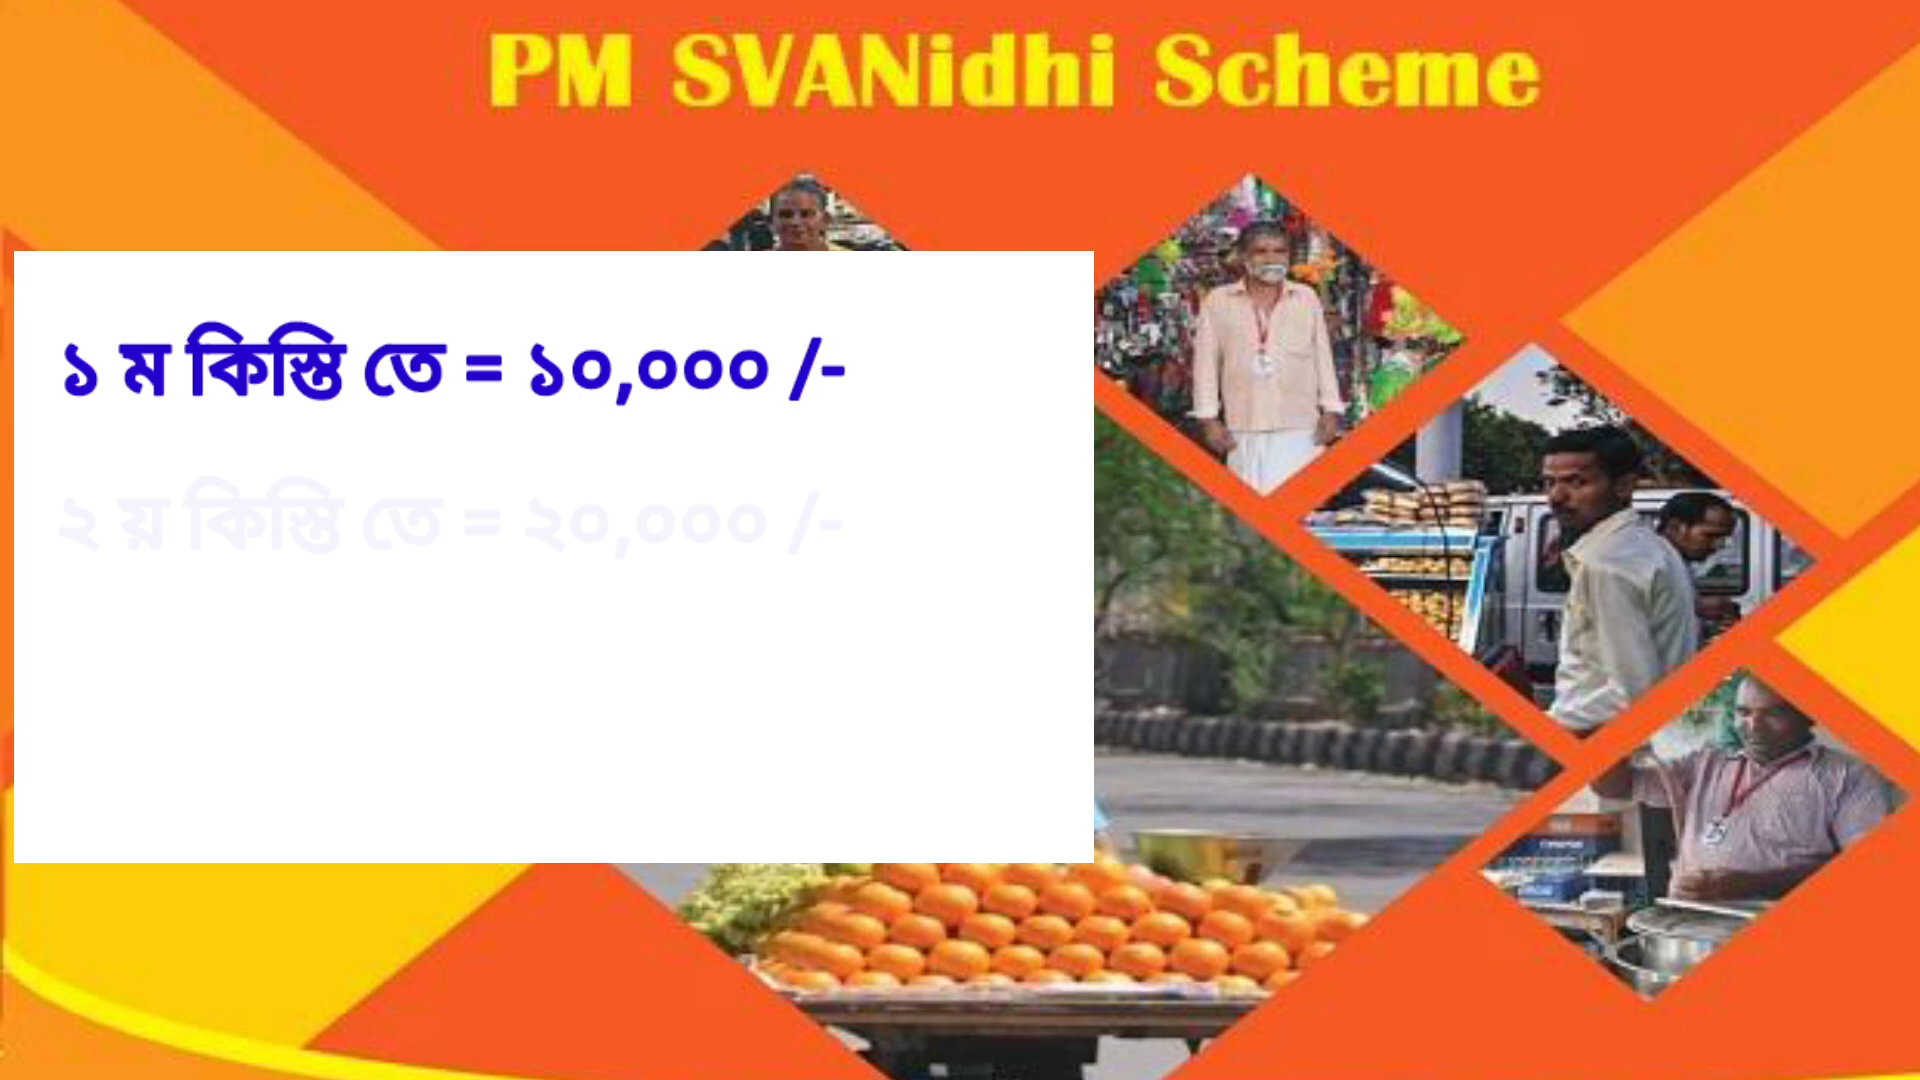 PM SVANidhi Scheme
১ ম কিস্তি তে = ১০,০০০ /-
২ য় কিস্তি তে = ২০,০০০ /-